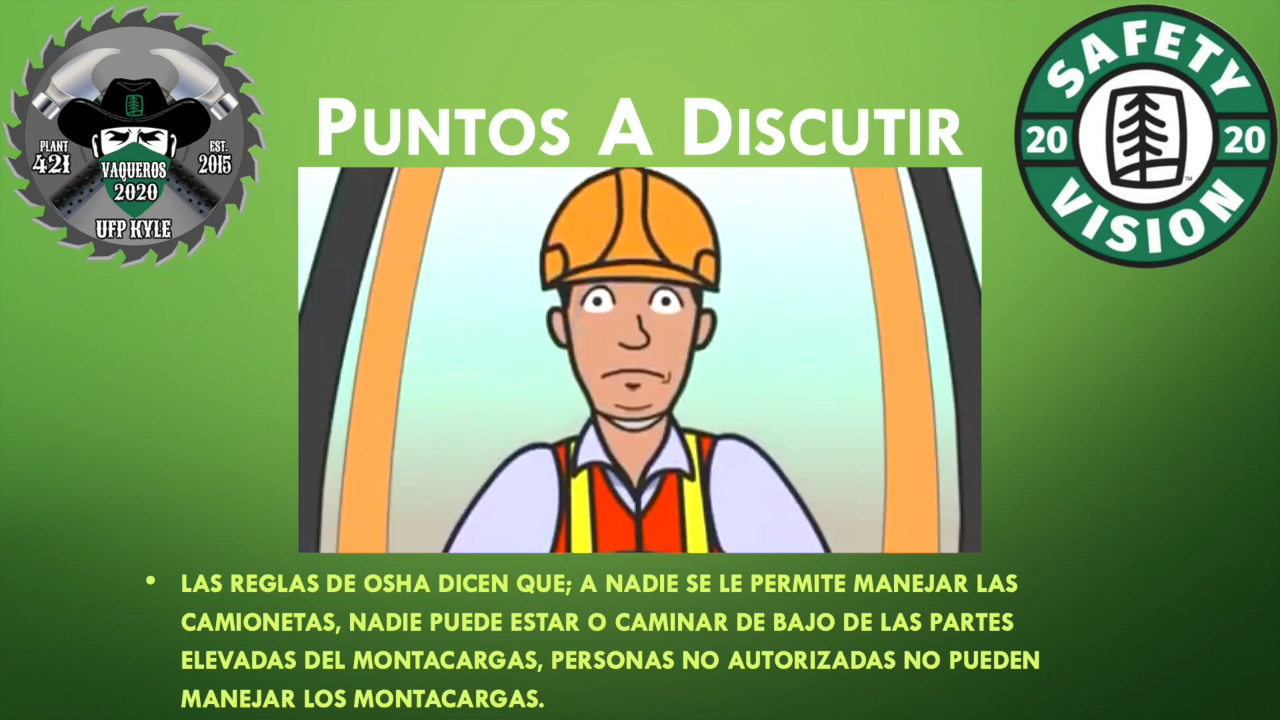 PLANT
421
EST.
2015
VAQUEROS
2020
UFP KYLE
PUNTOS A DISCUTIR
SAFETY
20 20
VISION
TM
• LAS REGLAS DE OSHA DICEN QUE; A NADIE SE LE PERMITE MANEJAR LAS
CAMIONETAS, NADIE PUEDE ESTAR O CAMINAR DE BAJO DE LAS PARTES
ELEVADAS DEL MONTACARGAS, PERSONAS NO AUTORIZADAS NO PUEDEN
MANEJAR LOS MONTACARGAS.